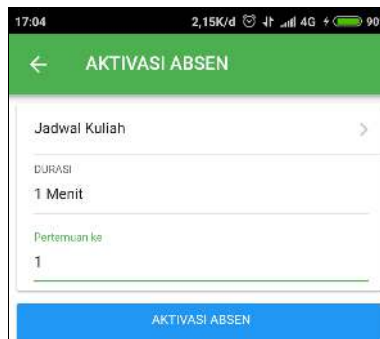 17:04 2,15K/d 4G 90%
AKTIVASI ABSEN
Jadwal Kuliah
DURASI
1 Menit
Pertemuan ke
1
AKTIVASI ABSEN